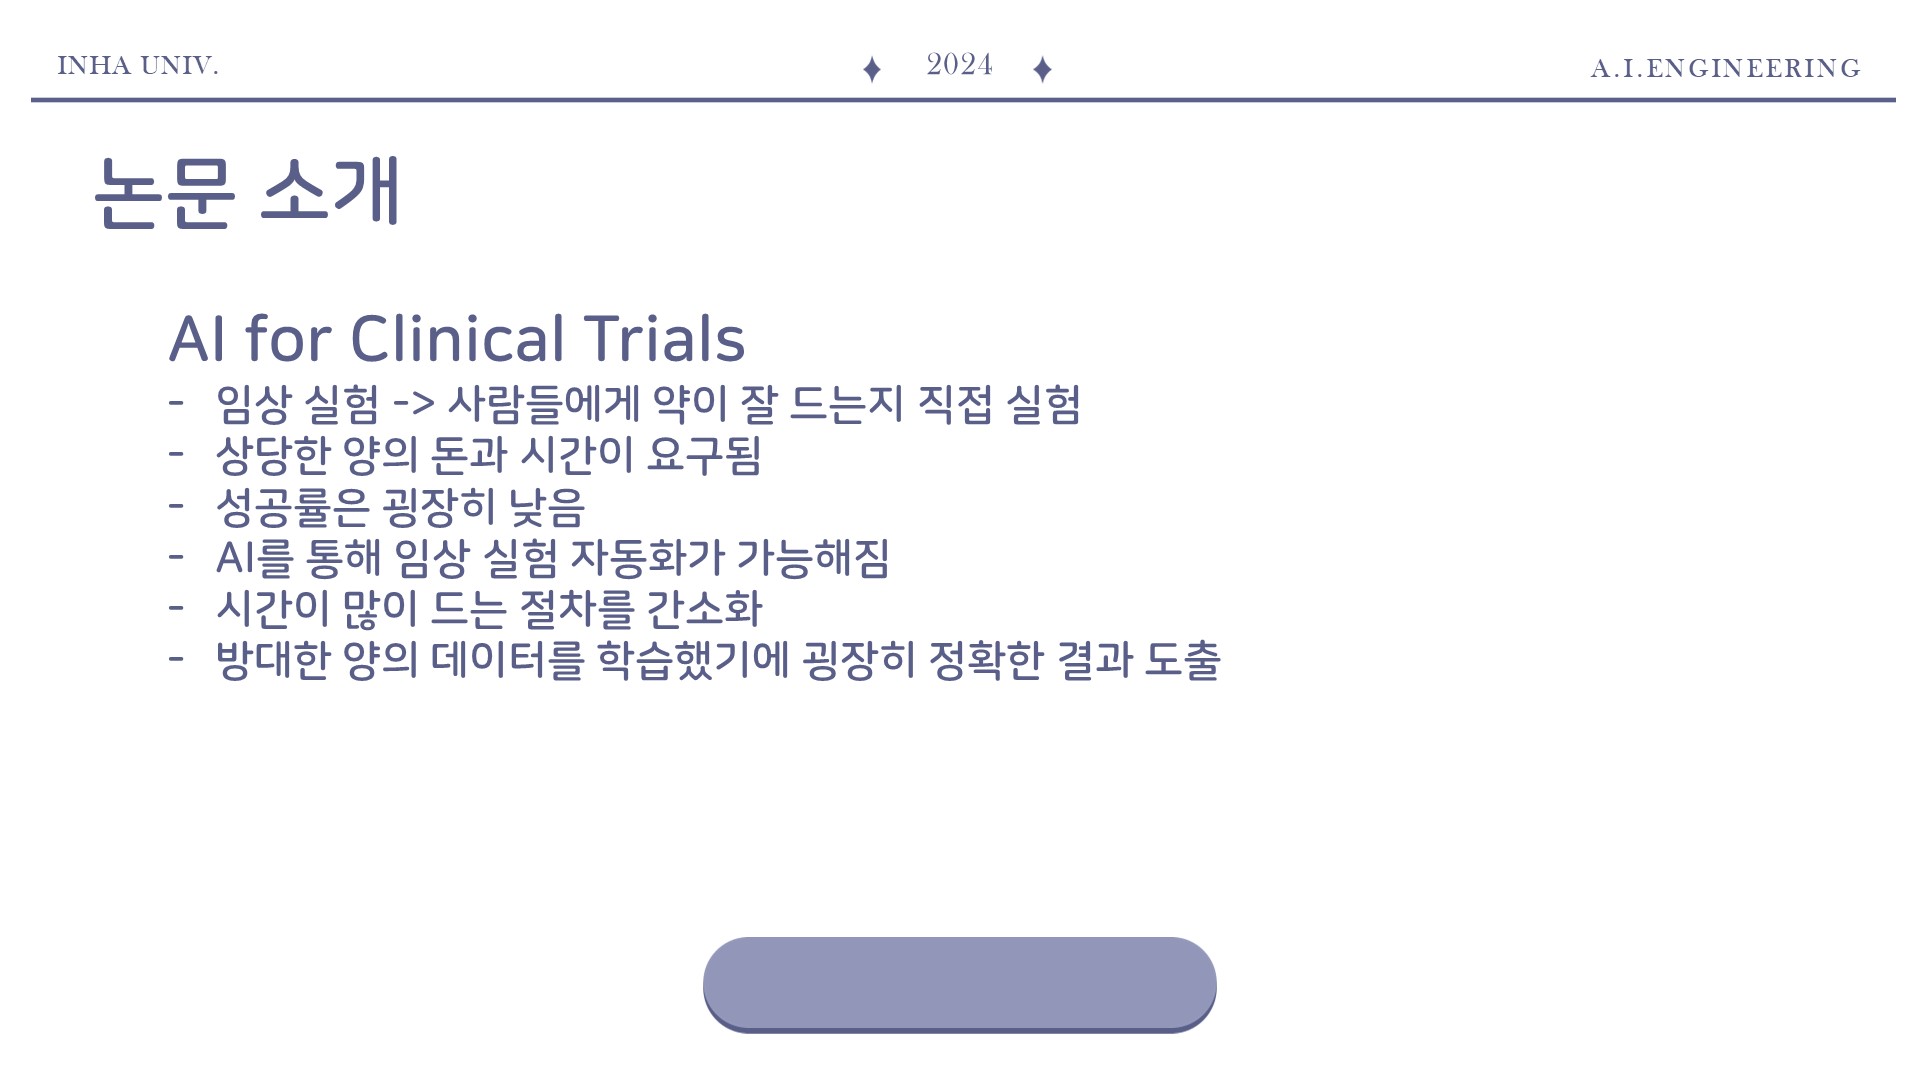 INHA UNIV.
2024
A.I.ENGINEERING
논문 소개
AI for Clinical Trials
- 임상 실험 -> 사람들에게 약이 잘 드는지 직접 실험
- 상당한 양의 돈과 시간이 요구됨
- 성공률은 굉장히 낮음
- AI를 통해 임상 실험 자동화가 가능해짐
- 시간이 많이 드는 절차를 간소화
- 방대한 양의 데이터를 학습했기에 굉장히 정확한 결과 도출